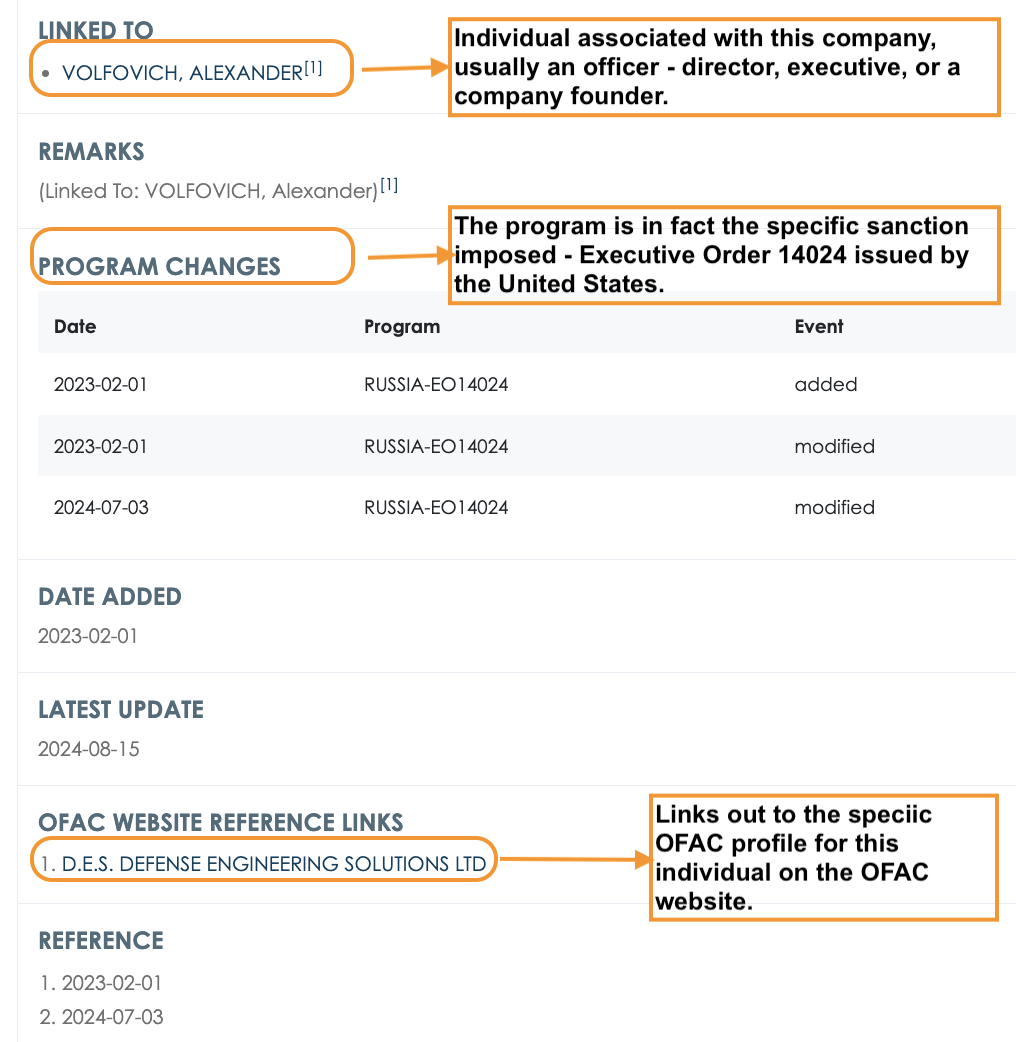 LINKED TO
• VOLFOVICH, ALEXANDER[1]
Individual associated with this company,
usually an officer - director, executive, or a
company founder.
REMARKS
(Linked To: VOLFOVICH, Alexander)[1]
The program is in fact the specific sanction
imposed - Executive Order 14024 issued by
the United States.
PROGRAM CHANGES
Date Program Event
2023-02-01 RUSSIA-EO14024 added
2023-02-01 RUSSIA-EO14024 modified
2024-07-03 RUSSIA-EO14024 modified
DATE ADDED
2023-02-01
LATEST UPDATE
2024-08-15
OFAC WEBSITE REFERENCE LINKS
1. D.E.S. DEFENSE ENGINEERING SOLUTIONS LTD
Links out to the speciic
OFAC profile for this
individual on the OFAC
website.
REFERENCE
1. 2023-02-01
2. 2024-07-03